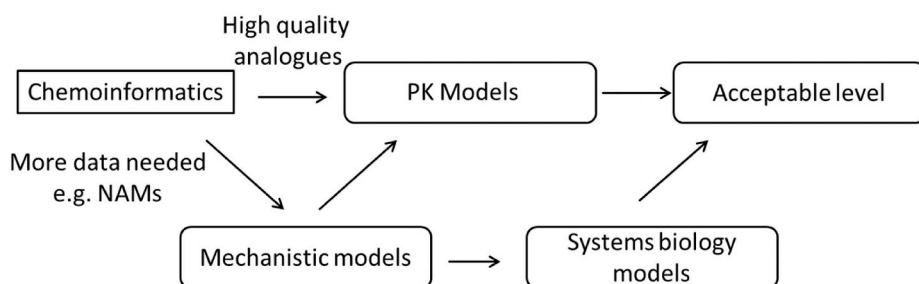 High quality
analogues
Chemoinformatics
PK Models
Acceptable level
More data needed
e.g. NAMs
Mechanistic models
Systems biology
models